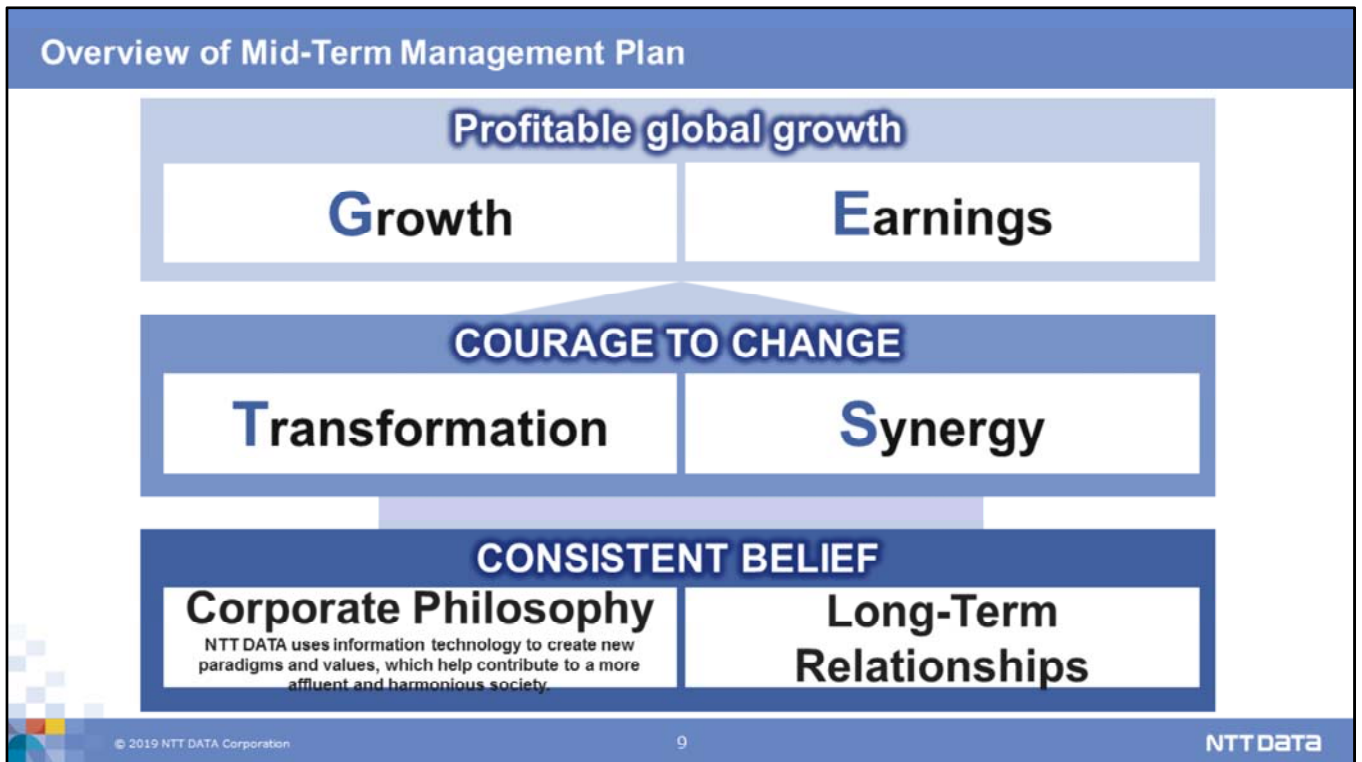 Overview of Mid-Term Management Plan
Profitable global growth
Growth
Earnings
COURAGE TO CHANGE
Transformation
Synergy
CONSISTENT BELIEF
Corporate Philosophy
NTT DATA uses information technology to create new
paradigms and values, which help contribute to a more
affluent and harmonious society.
Long-Term
Relationships
© 2019 NTT DATA Corporation
9
NTT DATA